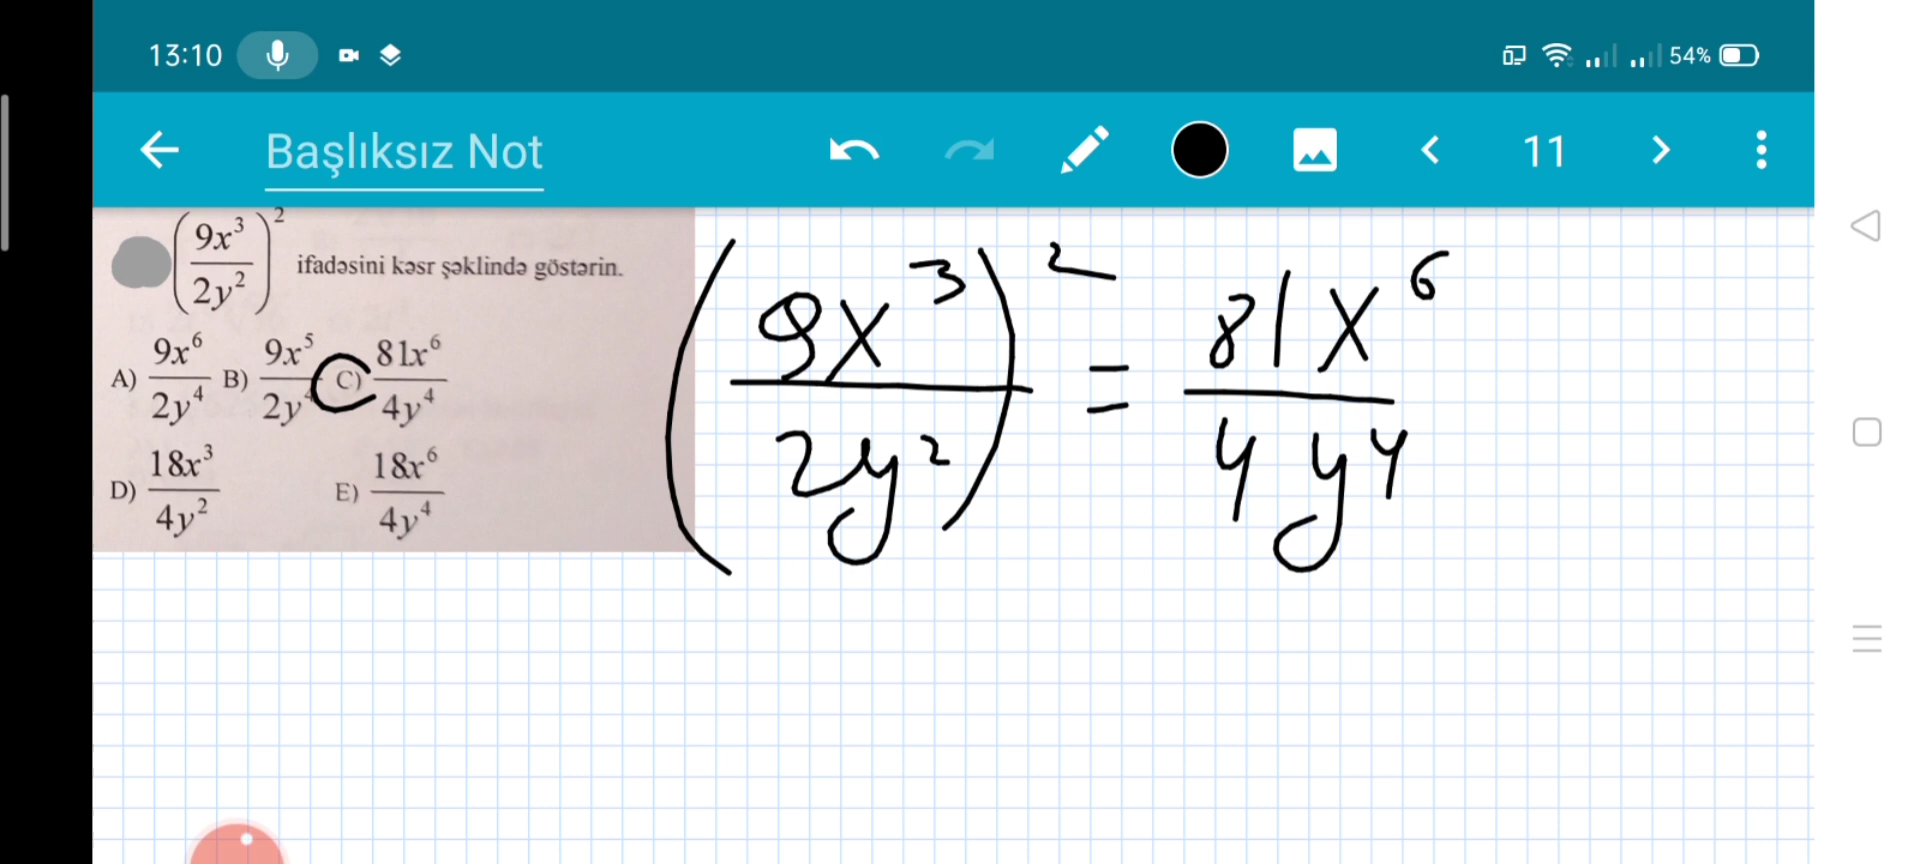 13:10 54%
Başlıksız Not 11
(9x³/2y²)² ifadəsini kəsr şəklində göstərin.
A) 9x⁶/2y⁴ B) 9x⁵/2y⁴ C) 81x⁶/4y⁴
D) 18x³/4y² E) 18x⁶/4y⁴
(9x³/2y²)² = 81x⁶/4y⁴